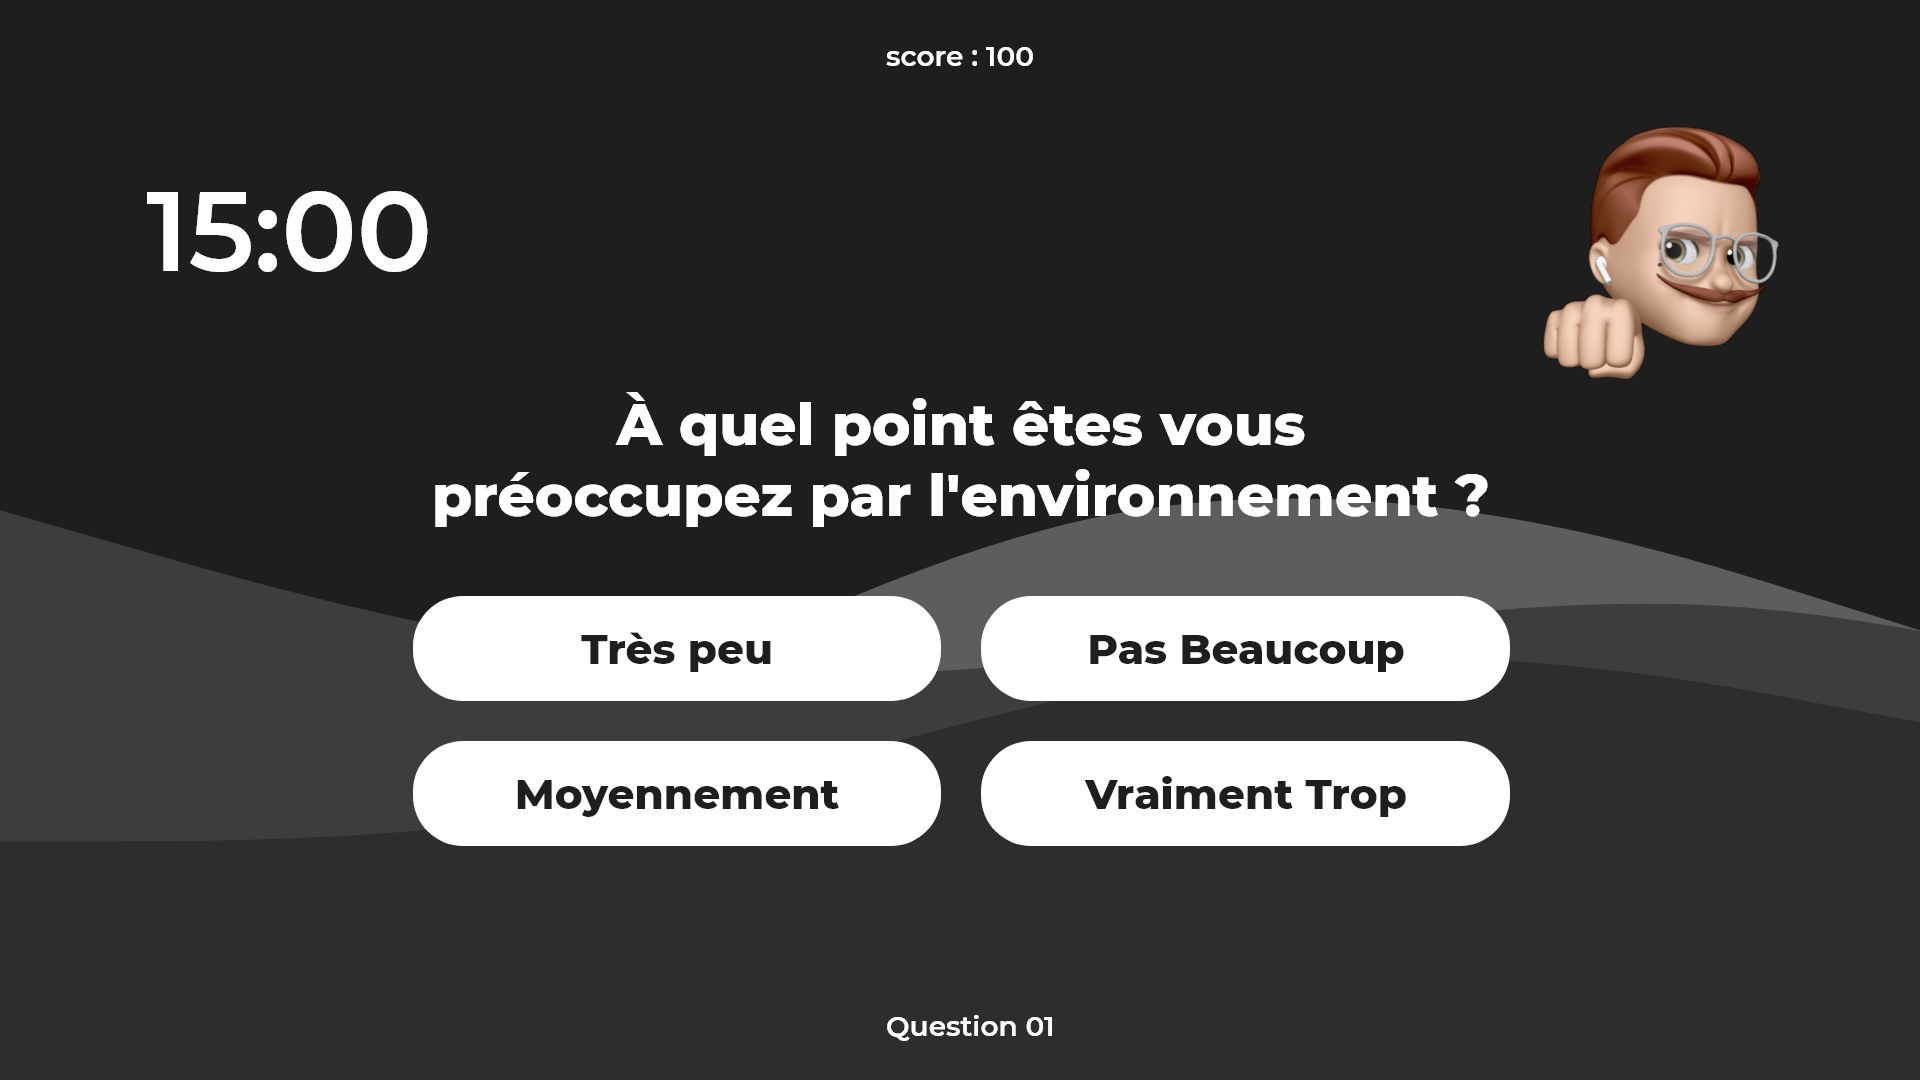 score : 100
15:00
À quel point êtes vous
préoccupez par l'environnement ?
Très peu
Pas Beaucoup
Moyennement
Vraiment Trop
Question 01